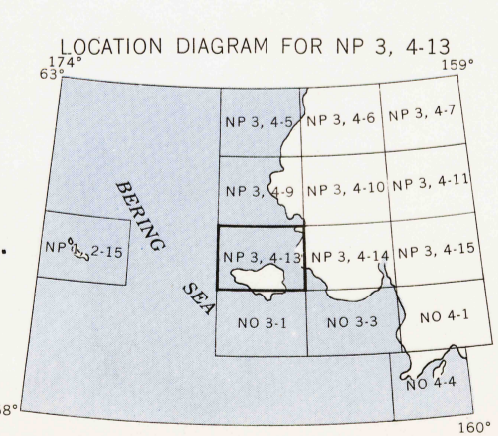 LOCATION DIAGRAM FOR NP 3, 4-13
174°
63°
159°
NP 3, 4-5
NP 3, 4-6
NP 3, 4-7
NP 3, 4-9
NP 3, 4-10
NP 3, 4-11
BERING
SEA
NP 2-15
NP 3, 4-13
NP 3, 4-14
NP 3, 4-15
NO 3-1
NO 3-3
NO 4-1
NO 4-4
8°
160°